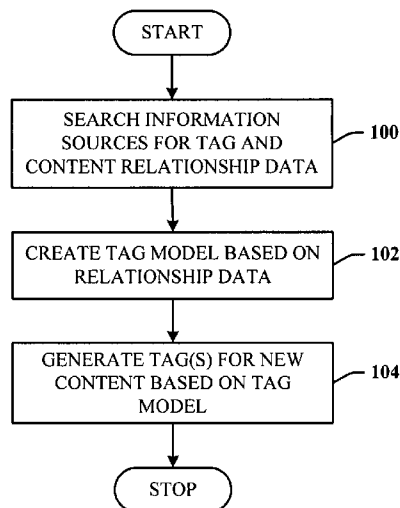 START
SEARCH INFORMATION
SOURCES FOR TAG AND
CONTENT RELATIONSHIP DATA
100
CREATE TAG MODEL BASED ON
RELATIONSHIP DATA
102
GENERATE TAG(S) FOR NEW
CONTENT BASED ON TAG
MODEL
104
STOP